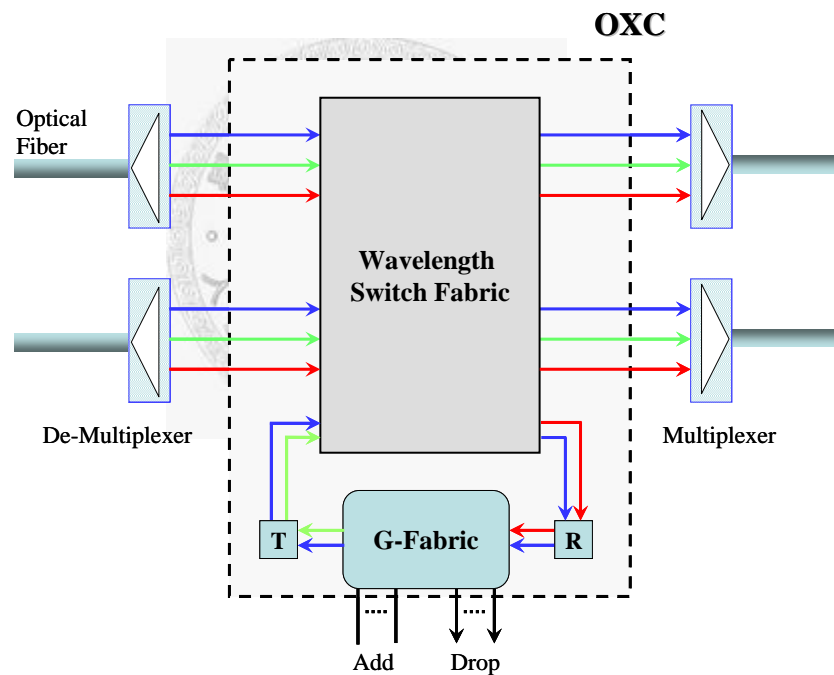 OXC
Optical
Fiber
Wavelength
Switch Fabric
De-Multiplexer
Multiplexer
T
G-Fabric
R
Add
Drop